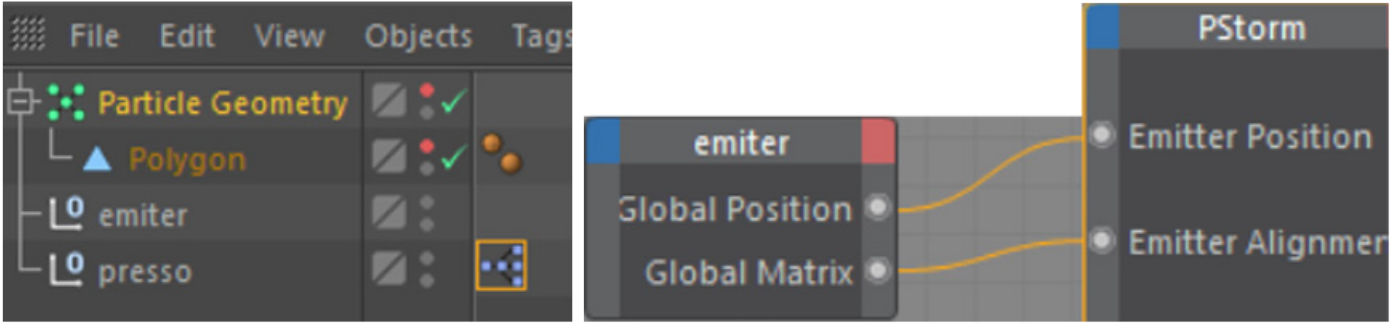 File Edit View Objects Tags
Particle Geometry
Polygon
emiter
presso
PStorm
Emitter Position
Emitter Alignmer
emiter
Global Position
Global Matrix